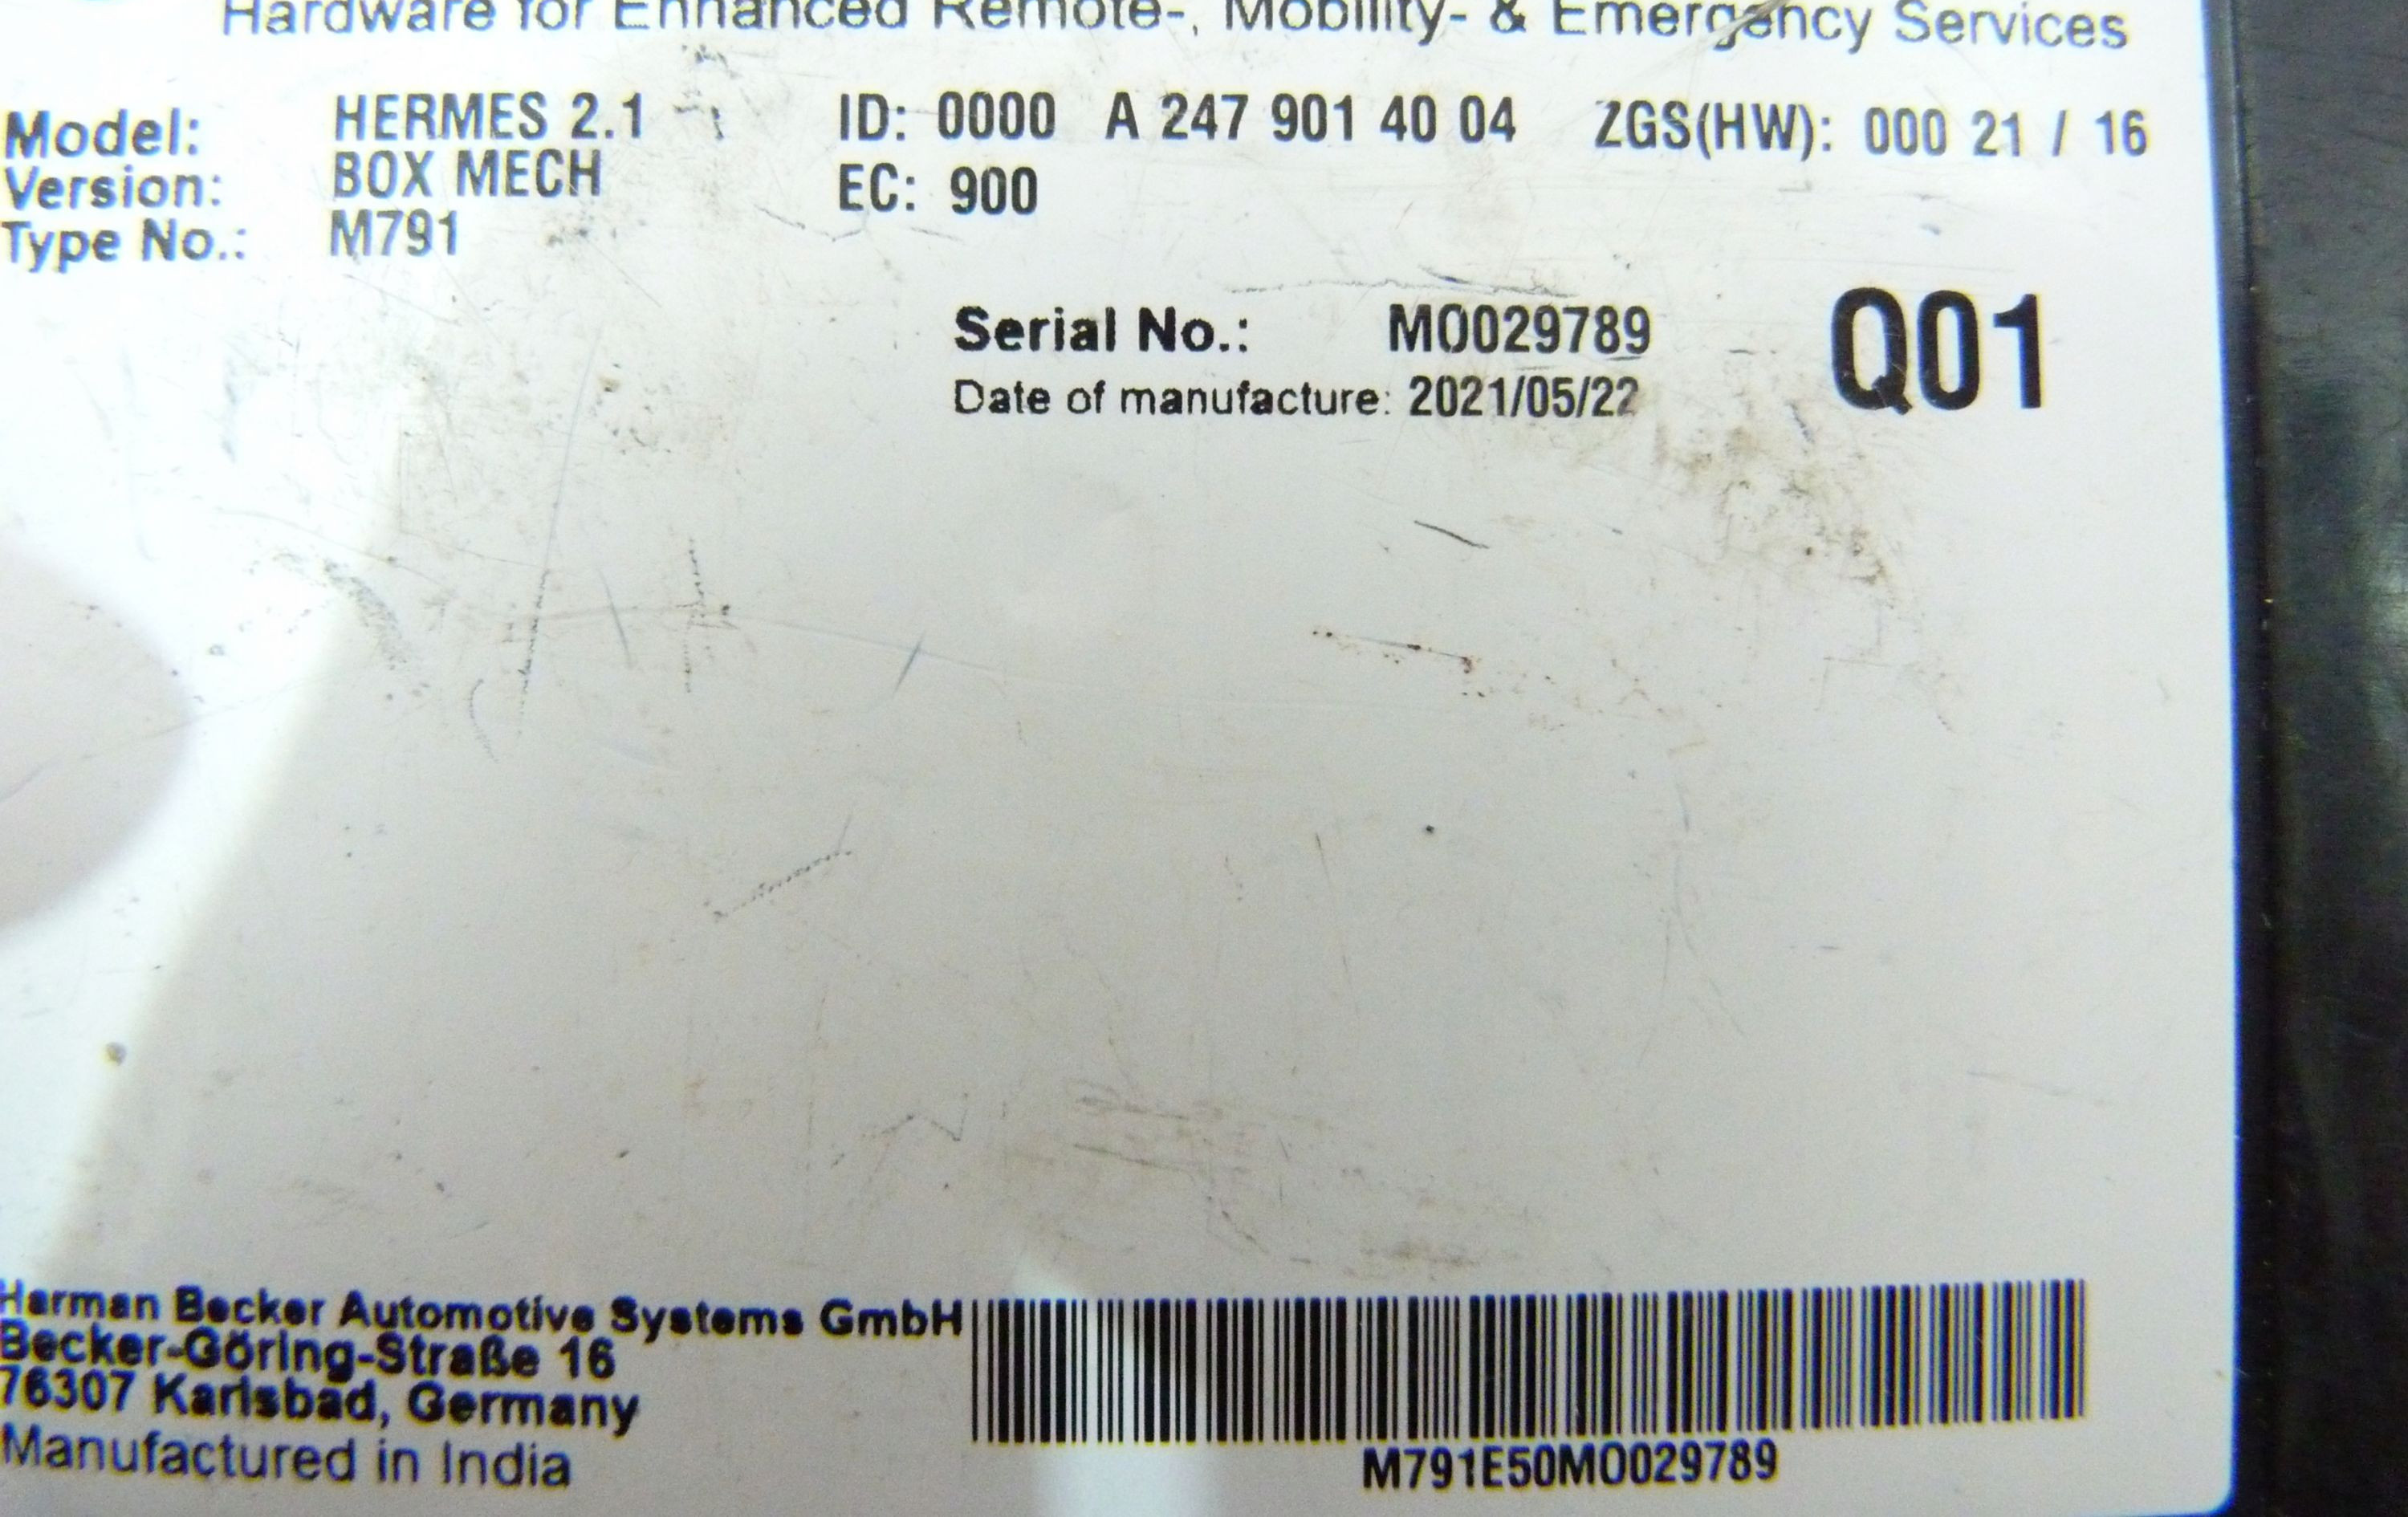 Hardware for Enhanced Remote-, Mobility- & Emergency Services
Model: HERMES 2.1 ID: 0000 A 247 901 40 04 ZGS(HW): 000 21 / 16
Version: BOX MECH EC: 900
Type No.: M791
Serial No.: MO029789 Q01
Date of manufacture: 2021/05/22
Harman Becker Automotive Systems GmbH
Becker-Göring-Straße 16
76307 Karlsbad, Germany
Manufactured in India
M791E50MO029789